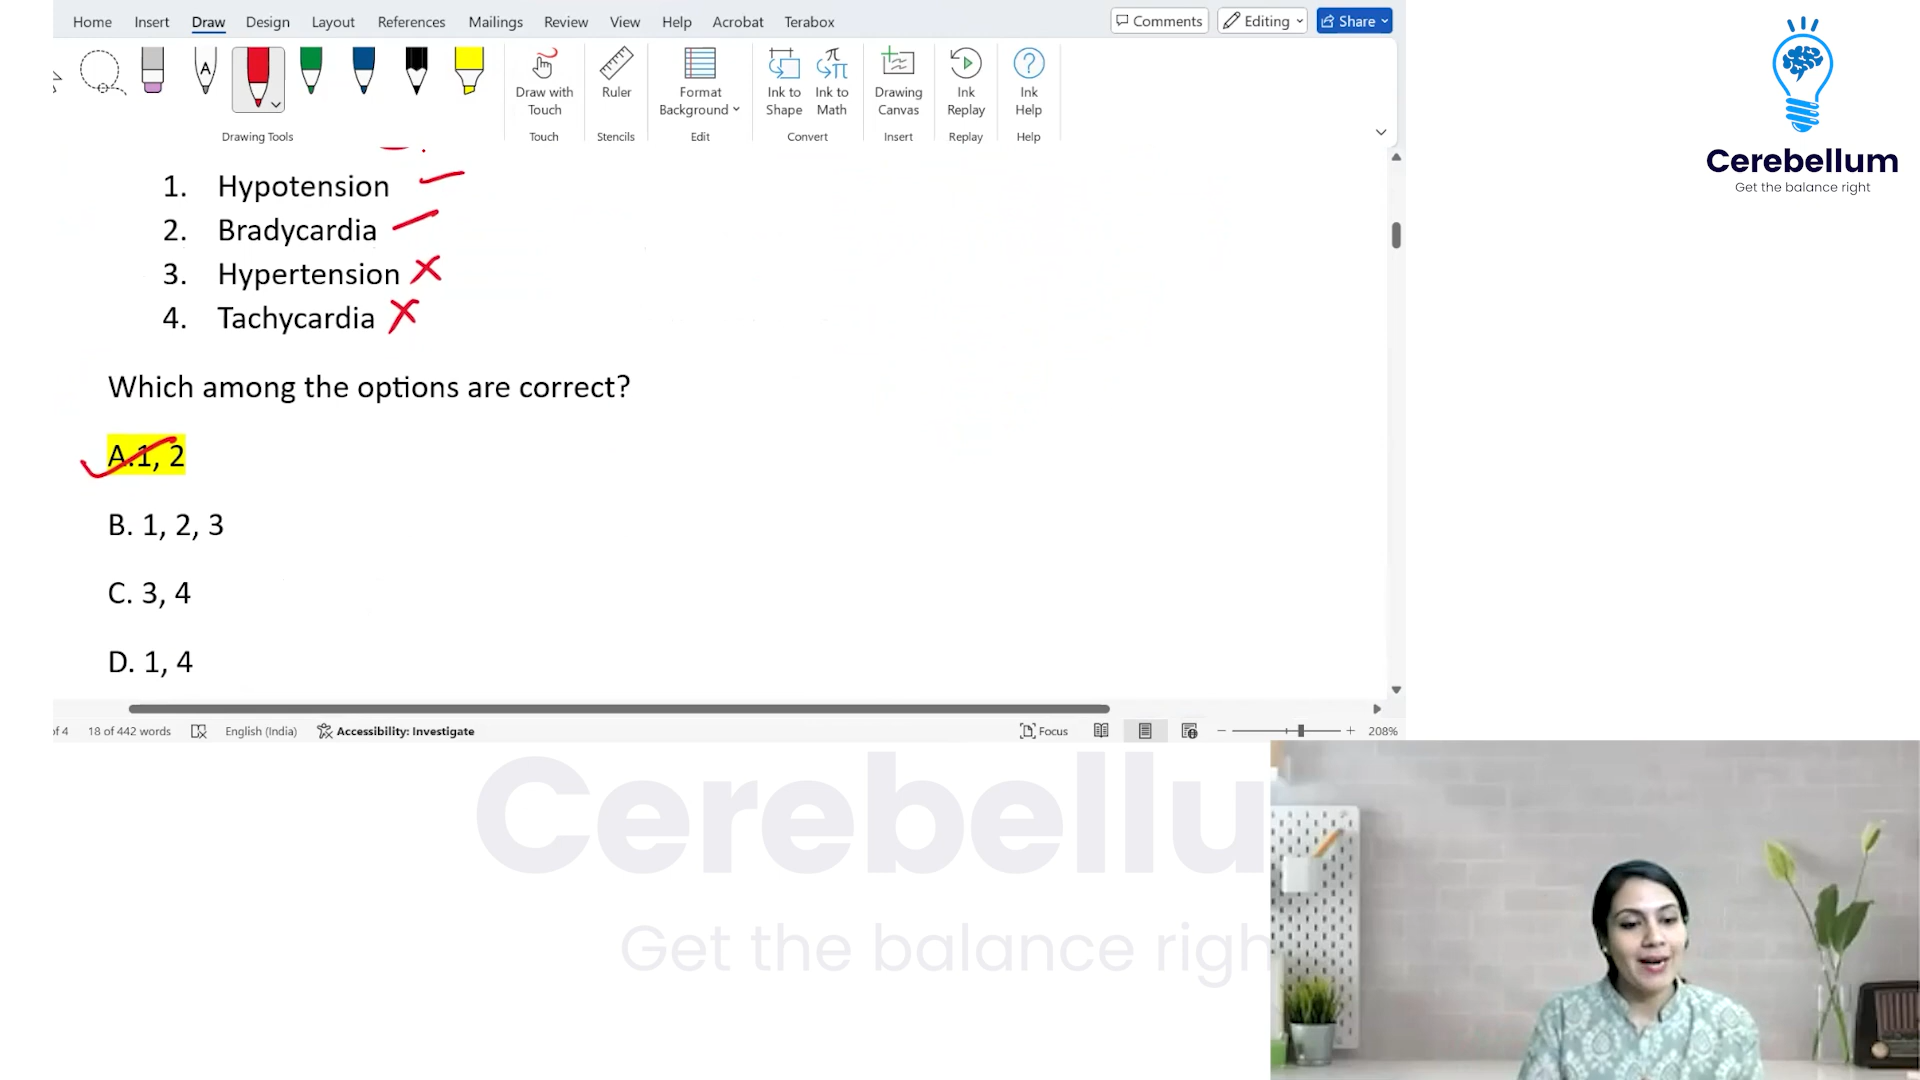 Home Insert Draw Design Layout References Mailings Review View Help Acrobat Terabox Comments Editing Share
A
Draw with Touch
Ruler
Format Background
Ink to Shape
Ink to Math
Drawing Canvas
Ink Replay
Ink Help
Drawing Tools Touch Stencils Edit Convert Insert Replay Help
Cerebellum
Get the balance right
1. Hypotension
2. Bradycardia
3. Hypertension
4. Tachycardia
Which among the options are correct?
A.1, 2
B. 1, 2, 3
C. 3, 4
D. 1, 4
of 4 18 of 442 words English (India) Accessibility: Investigate Focus 208%
Cerebellu
Get the balance righ